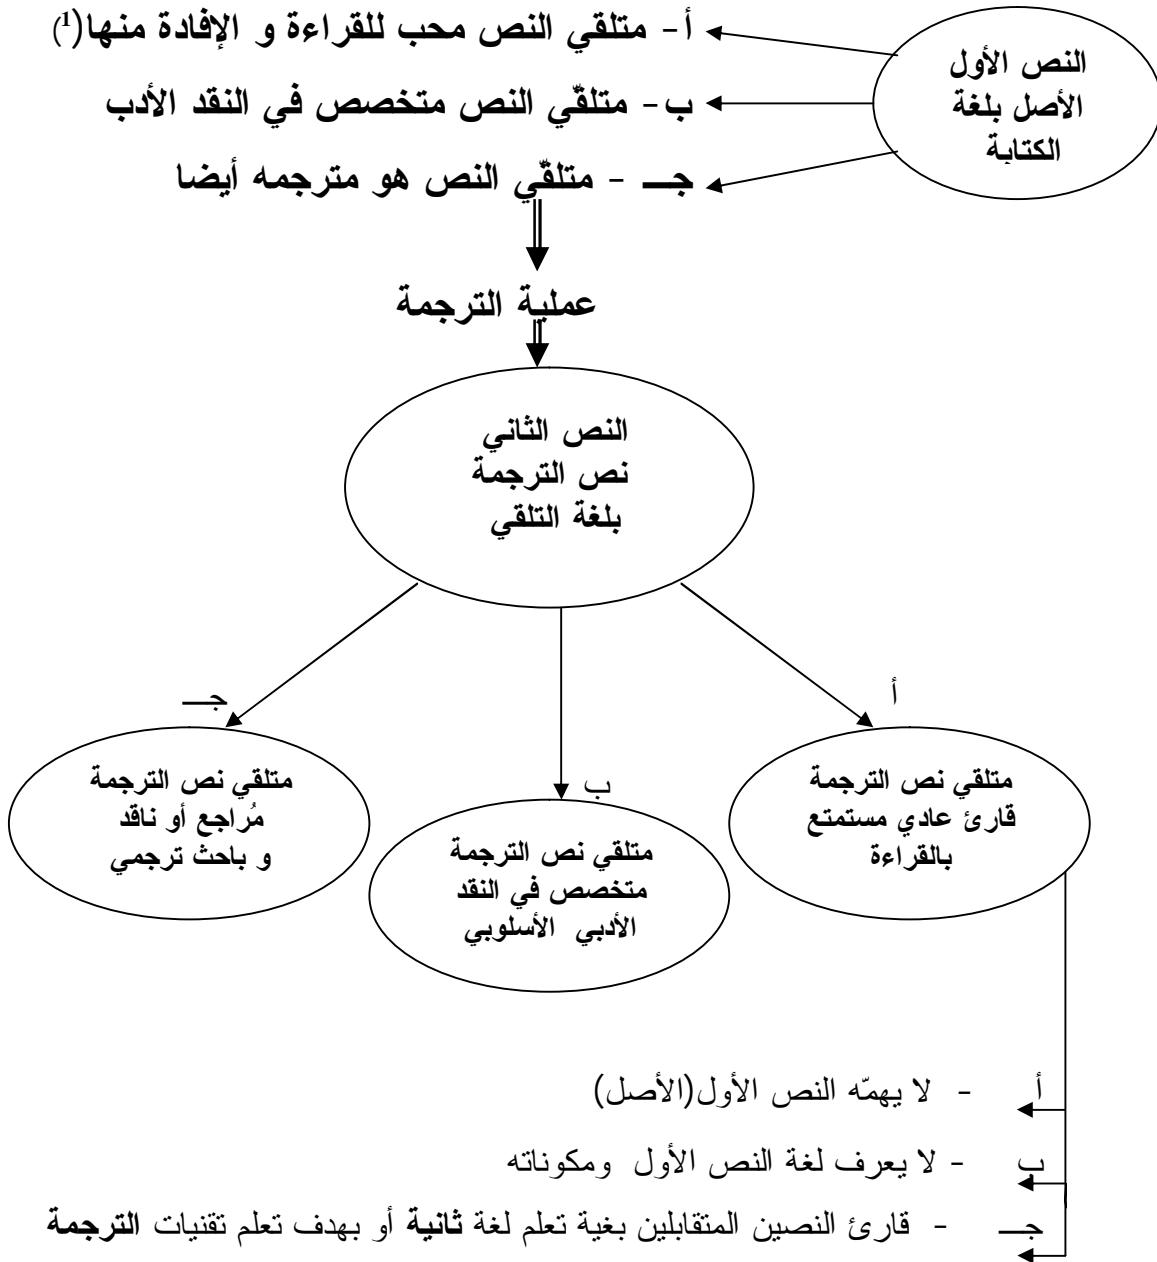 أ- متلقي النص محب للقراءة و الإفادة منها(1)
ب- متلقّي النص متخصص في النقد الأدب
جـــ - متلقّي النص هو مترجمه أيضا
النص الأول
الأصل بلغة
الكتابة
عملية الترجمة
النص الثاني
نص الترجمة
بلغة التلقي
أ
ب
جـــ
متلقي نص الترجمة
قارئ عادي مستمتع
بالقراءة
متلقي نص الترجمة
متخصص في النقد
الأدبي الأسلوبي
متلقي نص الترجمة
مُراجع أو ناقد
و باحث ترجمي
أ - لا يهمّه النص الأول(الأصل)
ب - لا يعرف لغة النص الأول ومكوناته
جـــ - قارئ النصين المتقابلين بغية تعلم لغة ثانية أو بهدف تعلم تقنيات الترجمة